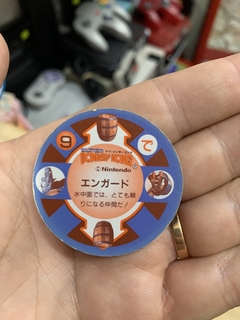 9
で
DONKEY KONG
©Nintendo
エンガード
水中面では、とても頼
りになる仲間だ！